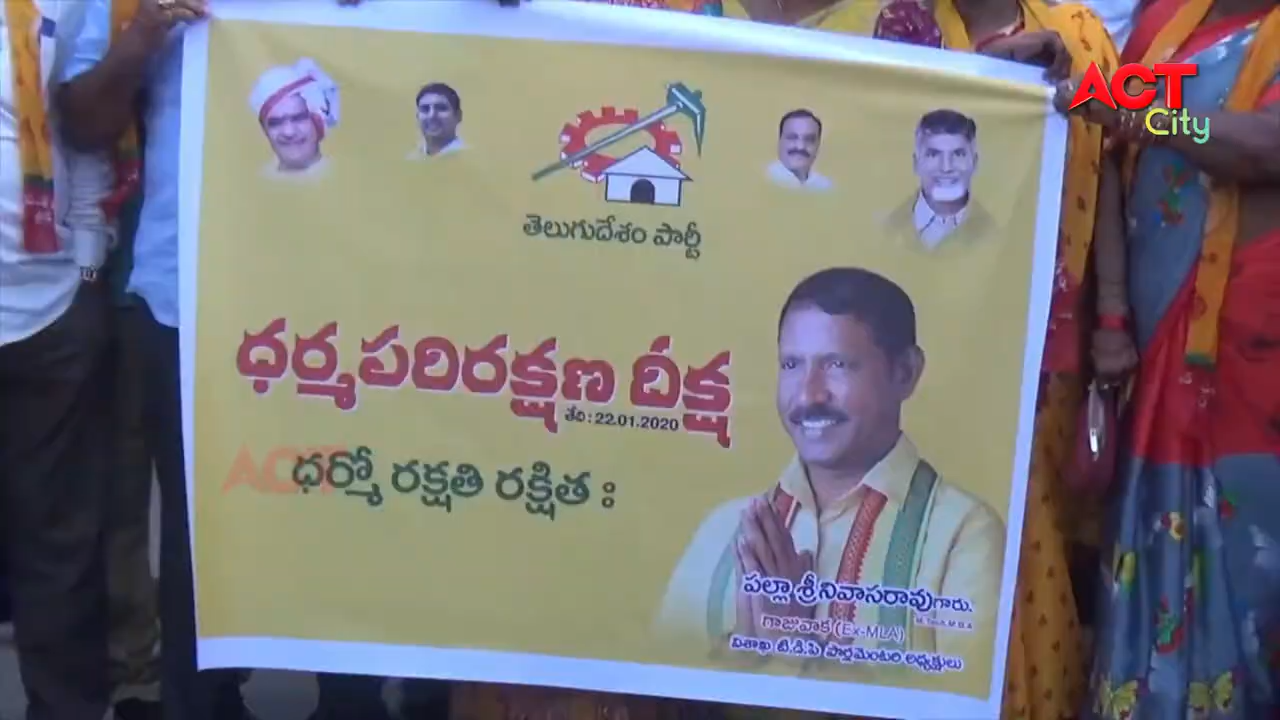 ACT
City
తెలుగుదేశం పార్టీ
ధర్మపరిరక్షణ దీక్ష
తేది : 22.01.2020
ACT
ధర్మో రక్షతి రక్షిత :
పల్లా శ్రీనివాసరావుగారు.
గాజువాక (Ex-MLA)
విశాఖ టి.డి.పి పార్లమెంటరి అధ్యక్షులు